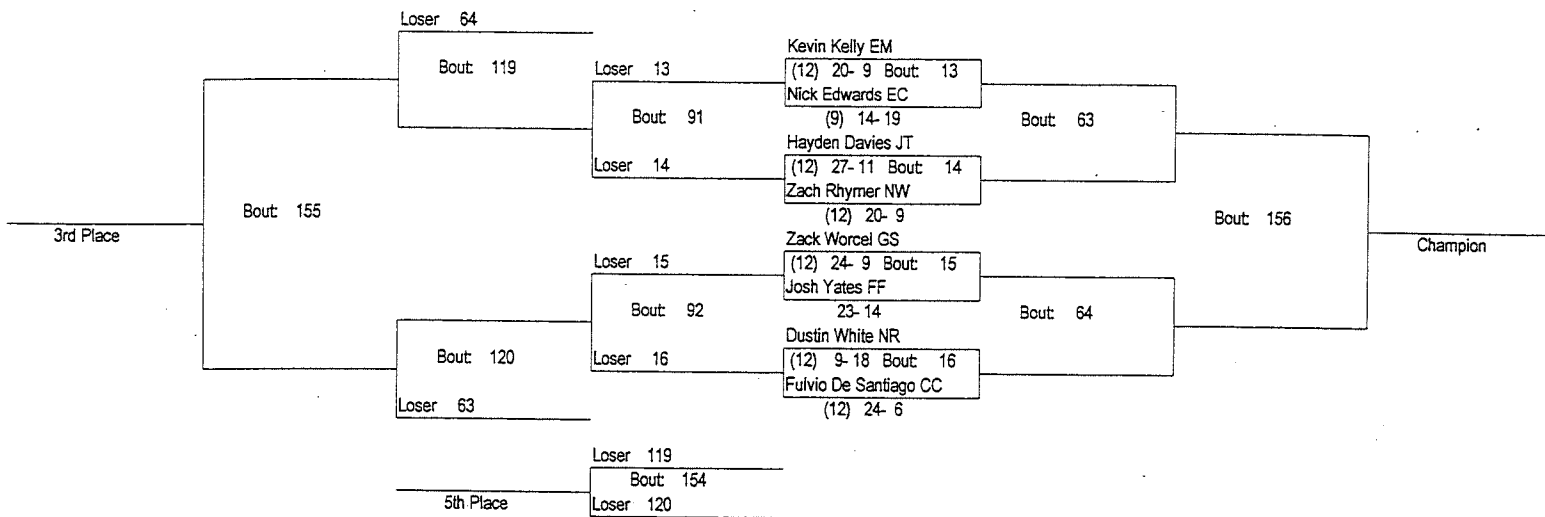 Loser 64
Bout: 119
Loser 13
Bout: 91
Loser 14
Bout: 155
3rd Place
Loser 15
Bout: 92
Loser 16
Bout: 120
Loser 63
Loser 119
Bout: 154
Loser 120
5th Place
Kevin Kelly EM
(12) 20- 9 Bout: 13
Nick Edwards EC
(9) 14- 19
Bout: 63
Hayden Davies JT
(12) 27- 11 Bout: 14
Zach Rhymer NW
(12) 20- 9
Bout: 156
Champion
Zack Worcel GS
(12) 24- 9 Bout: 15
Josh Yates FF
23- 14
Bout: 64
Dustin White NR
(12) 9- 18 Bout: 16
Fulvio De Santiago CC
(12) 24- 6